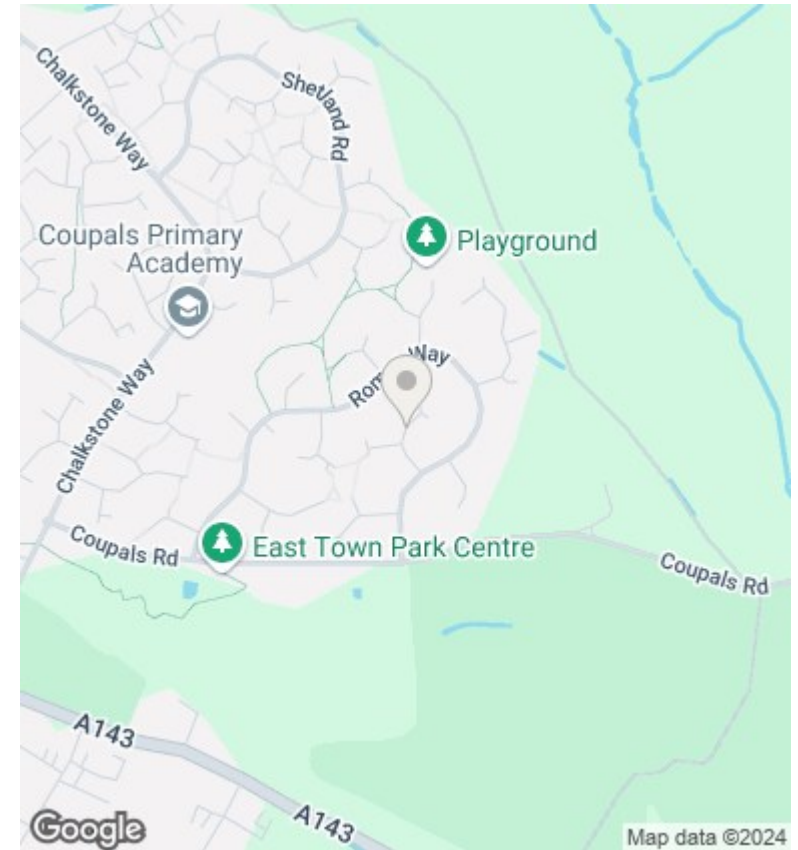 Chalkstone Way
Shetland Rd
Coupals Primary
Academy
Playground
Way
Chalkstone Way
Coupals Rd
East Town Park Centre
Coupals Rd
A143
A143
Google
Map data ©2024